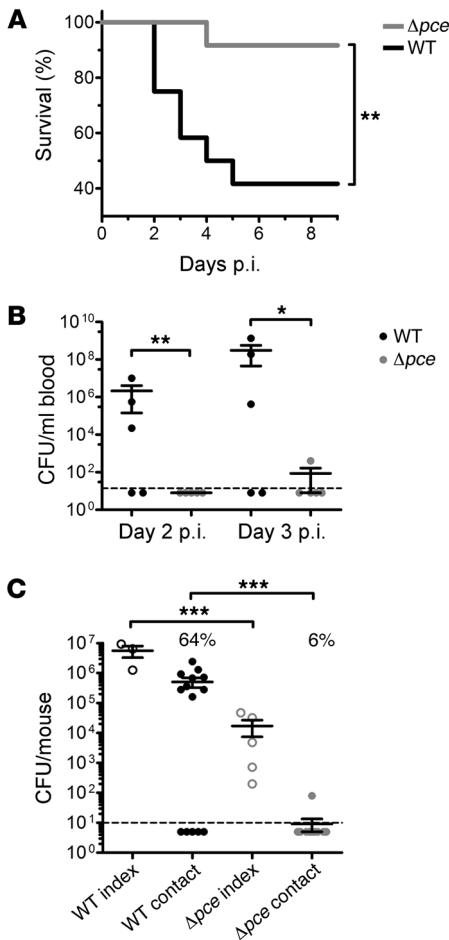 A
Δpce
WT
Survival (%)
100
80
60
40
**
0 2 4 6 8
Days p.i.
B
WT
Δpce
CFU/ml blood
10^10
10^8
10^6
10^4
10^2
10^0
**
*
Day 2 p.i. Day 3 p.i.
C
***
***
64% 6%
CFU/mouse
10^7
10^6
10^5
10^4
10^3
10^2
10^1
10^0
WT index
WT contact
Δpce index
Δpce contact